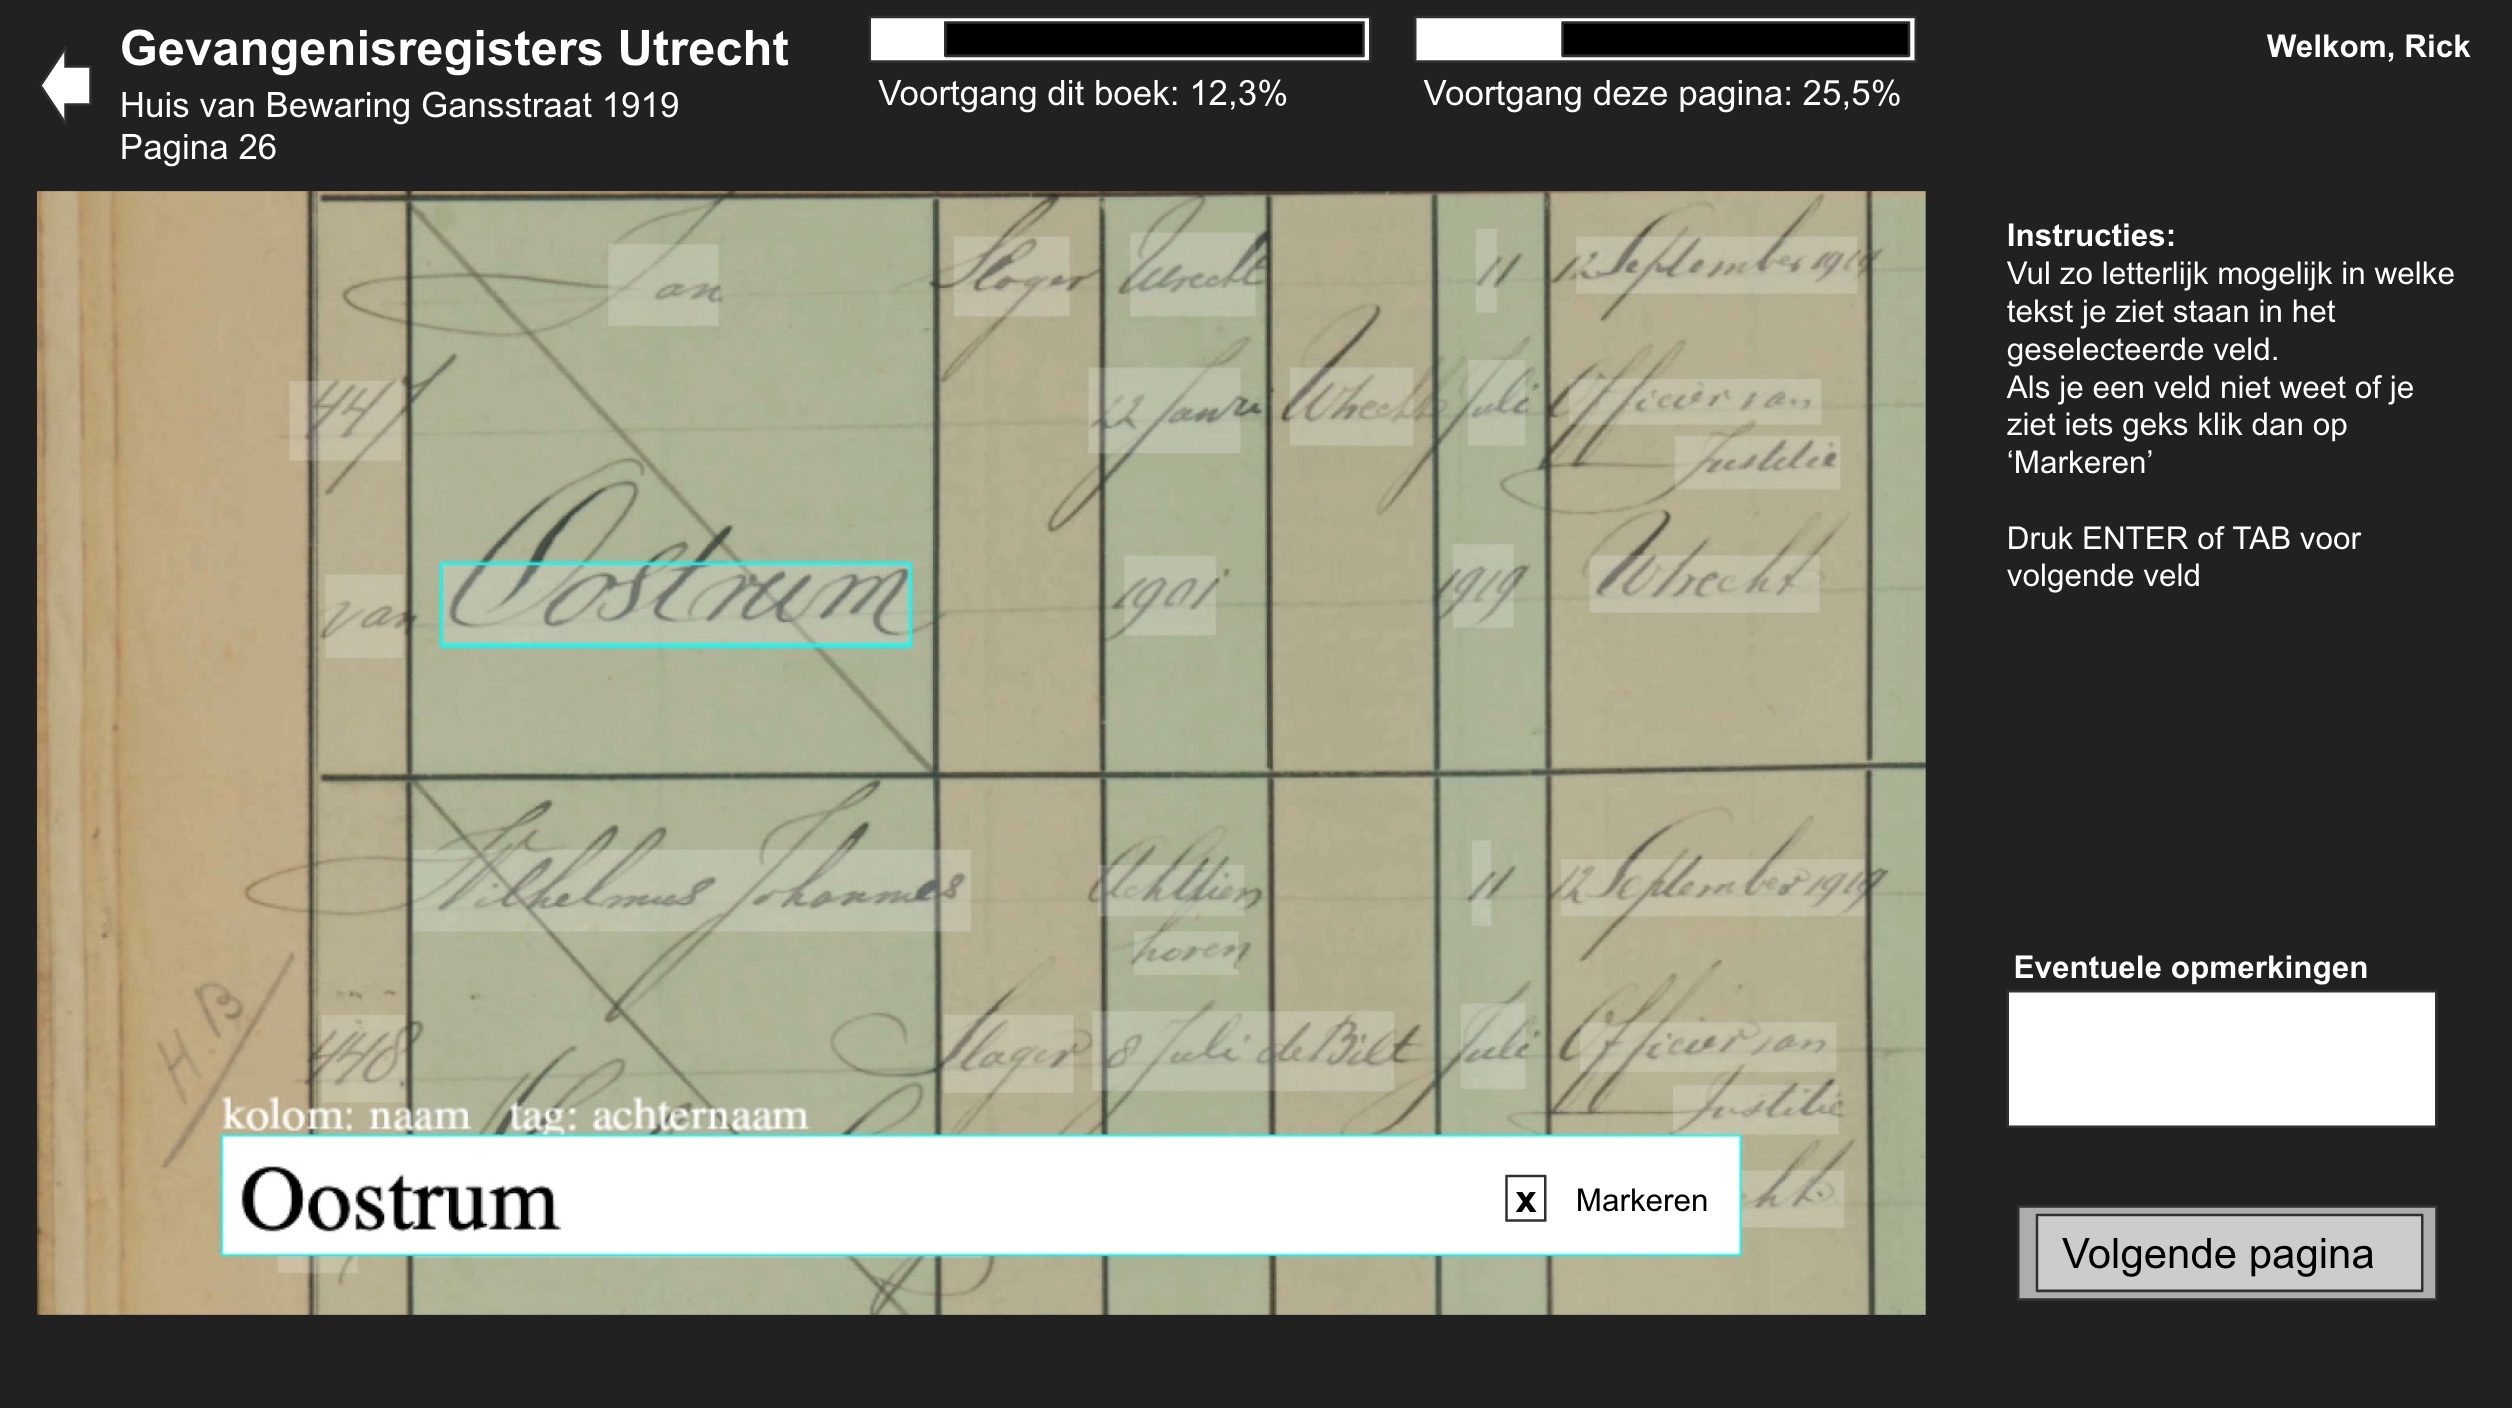 Gevangenisregisters Utrecht
Huis van Bewaring Gansstraat 1919
Pagina 26
Voortgang dit boek: 12,3%
Voortgang deze pagina: 25,5%
Welkom, Rick
Jan Sloger Utrecht 11 12 September 1919
447 22 Janri Utrecht Juli Officier van
Justitie
van Oostrum 1901 1919 Utrecht
Wilhelmus Johannes Achttien 11 12 September 1919
hoven
H.B
448. Slager 8 Juli de Bilt Juli Officier van
Justitie
kolom: naam tag: achternaam
Oostrum
x Markeren
Instructies:
Vul zo letterlijk mogelijk in welke
tekst je ziet staan in het
geselecteerde veld.
Als je een veld niet weet of je
ziet iets geks klik dan op
‘Markeren’
Druk ENTER of TAB voor
volgende veld
Eventuele opmerkingen
Volgende pagina